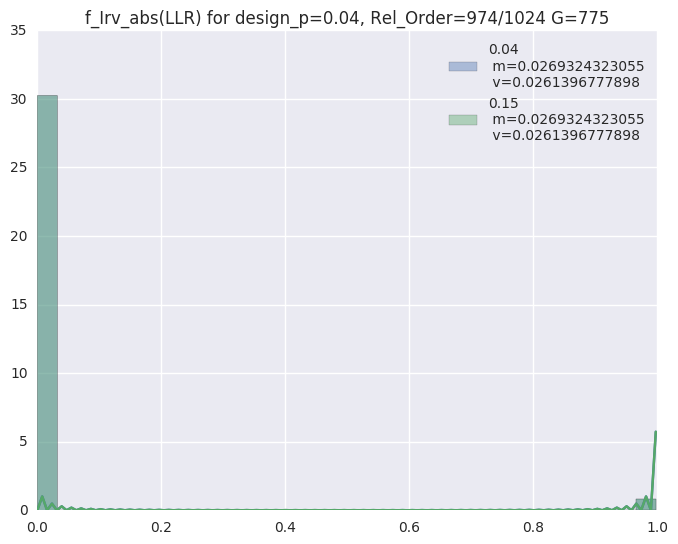 f_Irv_abs(LLR) for design_p=0.04, Rel_Order=974/1024 G=775
35
30
25
20
15
10
5
0
0.04
m=0.0269324323055
v=0.0261396777898
0.15
m=0.0269324323055
v=0.0261396777898
0.0 0.2 0.4 0.6 0.8 1.0